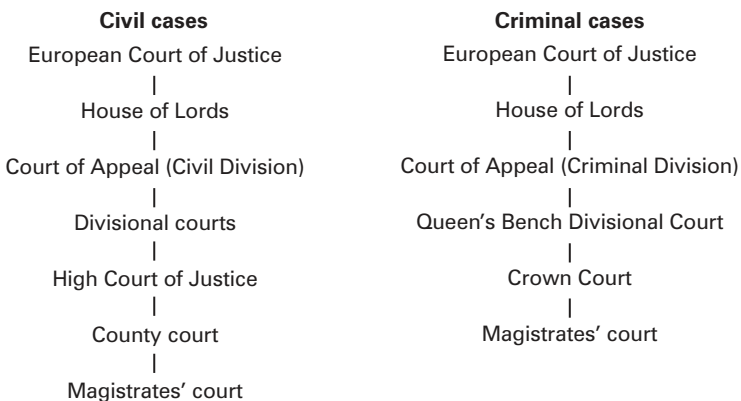 Civil cases
European Court of Justice
House of Lords
Court of Appeal (Civil Division)
Divisional courts
High Court of Justice
County court
Magistrates’ court
Criminal cases
European Court of Justice
House of Lords
Court of Appeal (Criminal Division)
Queen’s Bench Divisional Court
Crown Court
Magistrates’ court